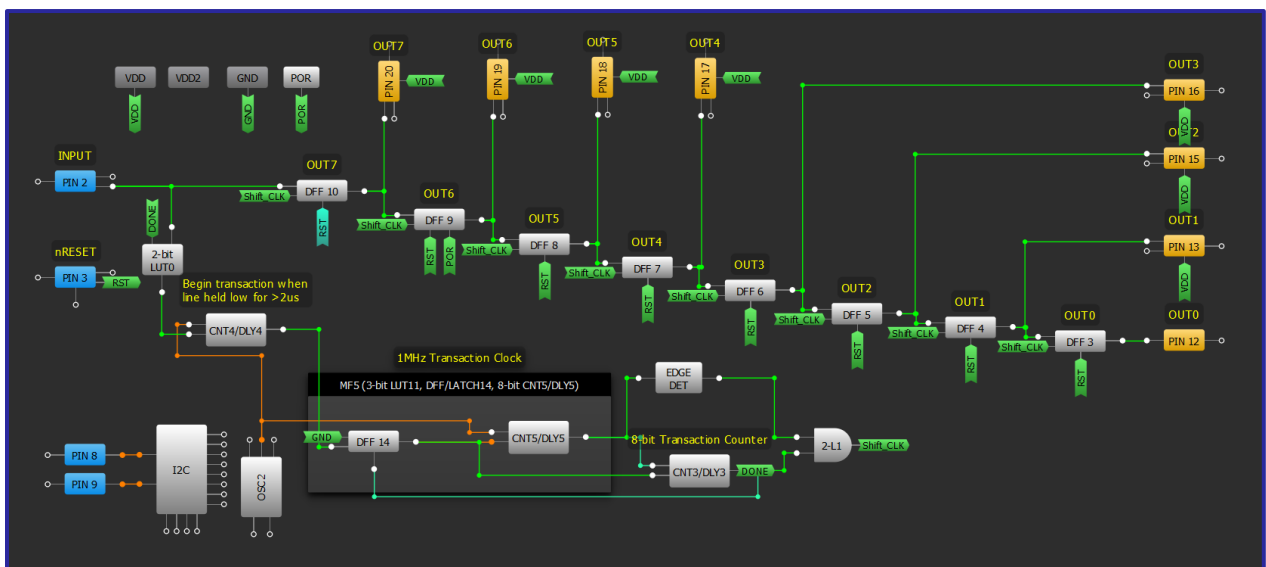 OUT7
OUT6
OUT5
OUT4
OUT3
VDD
VDD2
GND
POR
PIN 20
VDD
PIN 19
VDD
PIN 18
VDD
PIN 17
VDD
PIN 16
VDD
GND
POR
VDD
OUT2
INPUT
PIN 2
OUT7
PIN 15
Shift_CLK
DFF 10
VDD
DONE
OUT6
RST
Shift_CLK
DFF 9
OUT5
OUT1
nRESET
2-bit
LUT0
RST
POR
Shift_CLK
DFF 8
OUT4
PIN 13
PIN 3
RST
Shift_CLK
DFF 7
OUT3
VDD
Begin transaction when
line held low for >2us
RST
Shift_CLK
DFF 6
OUT2
RST
Shift_CLK
DFF 5
OUT1
OUT0
OUT0
CNT4/DLY4
RST
Shift_CLK
DFF 4
Shift_CLK
DFF 3
PIN 12
RST
RST
RST
1MHz Transaction Clock
MF5 (3-bit LUT11, DFF/LATCH14, 8-bit CNT5/DLY5)
EDGE
DET
GND
DFF 14
CNT5/DLY5
8-bit Transaction Counter
2-L1
Shift_CLK
PIN 8
PIN 9
I2C
OSC2
CNT3/DLY3
DONE